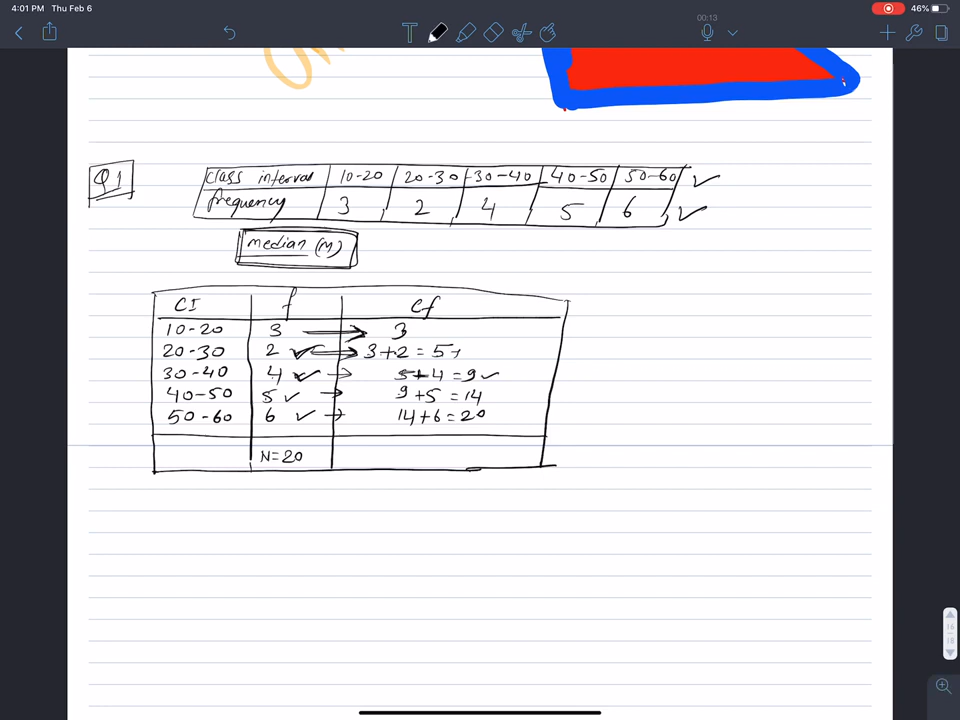 4:01 PM Thu Feb 6
46%
00:13
T
Q1
class interval 10-20 20-30 30-40 40-50 50-60
frequency 3 2 4 5 6
median (M)
CI f cf
10-20 3 3
20-30 2 3+2=5
30-40 4 5+4=9
40-50 5 9+5=14
50-60 6 14+6=20
N=20
16
18